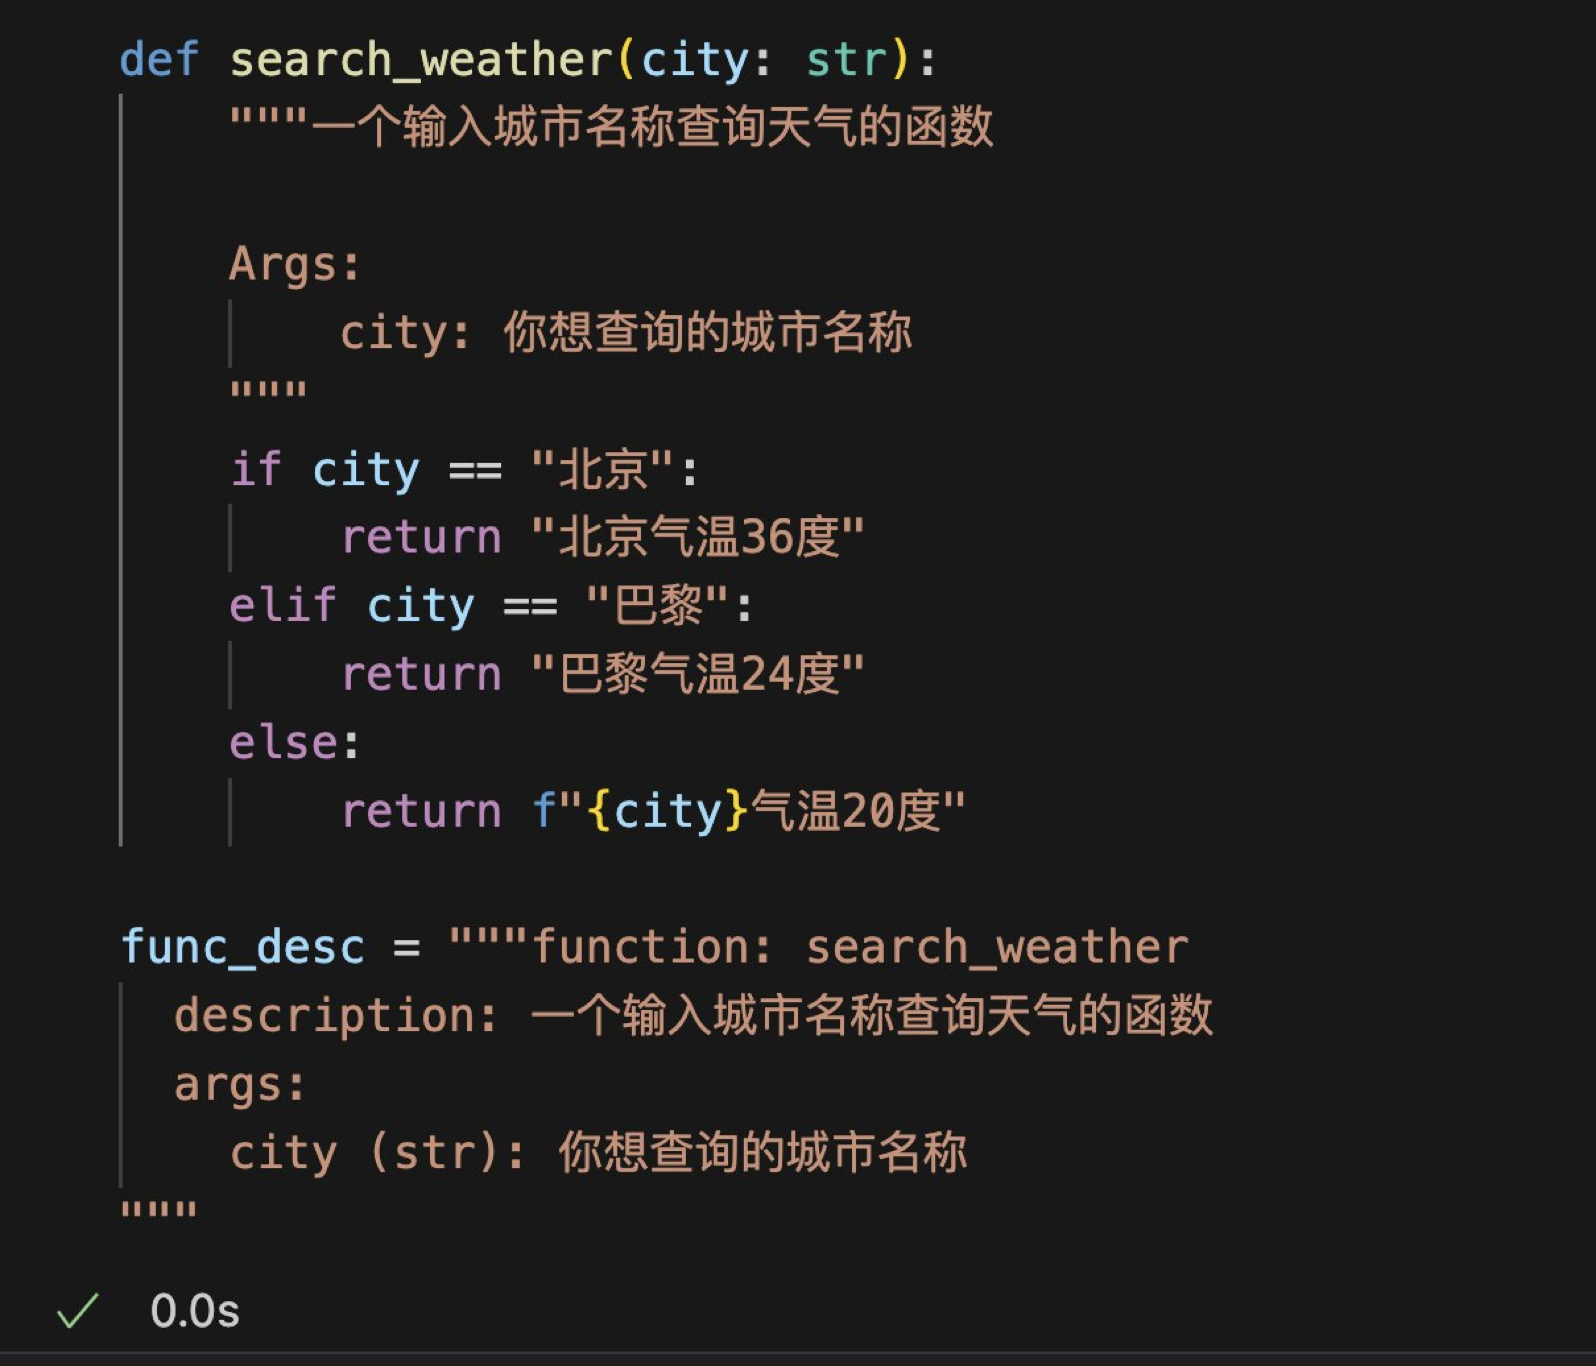 def search_weather(city: str):
    """一个输入城市名称查询天气的函数

    Args:
        city: 你想查询的城市名称
    """
    if city == "北京":
        return "北京气温36度"
    elif city == "巴黎":
        return "巴黎气温24度"
    else:
        return f"{city}气温20度"

func_desc = """function: search_weather
  description: 一个输入城市名称查询天气的函数
  args:
    city (str): 你想查询的城市名称
"""
0.0s